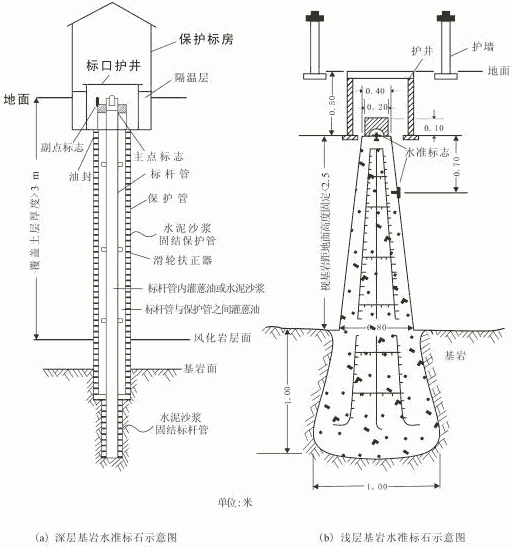 保护标房
标口护井
隔温层
地面
副点标志
主点标志
油封
标杆管
保护管
覆盖土层厚度>3 m
水泥沙浆
固结保护管
滑轮扶正器
标杆管内灌蒽油或水泥沙浆
标杆管与保护管之间灌蒽油
风化岩层面
基岩面
水泥沙浆
固结标杆管
护井
护墙
地面
0.50
0.40
0.20
0.10
水准标志
0.70
视基岩距地面高度固定<2.5
0.80
基岩
1.00
1.00
单位:米
(a) 深层基岩水准标石示意图
(b) 浅层基岩水准标石示意图